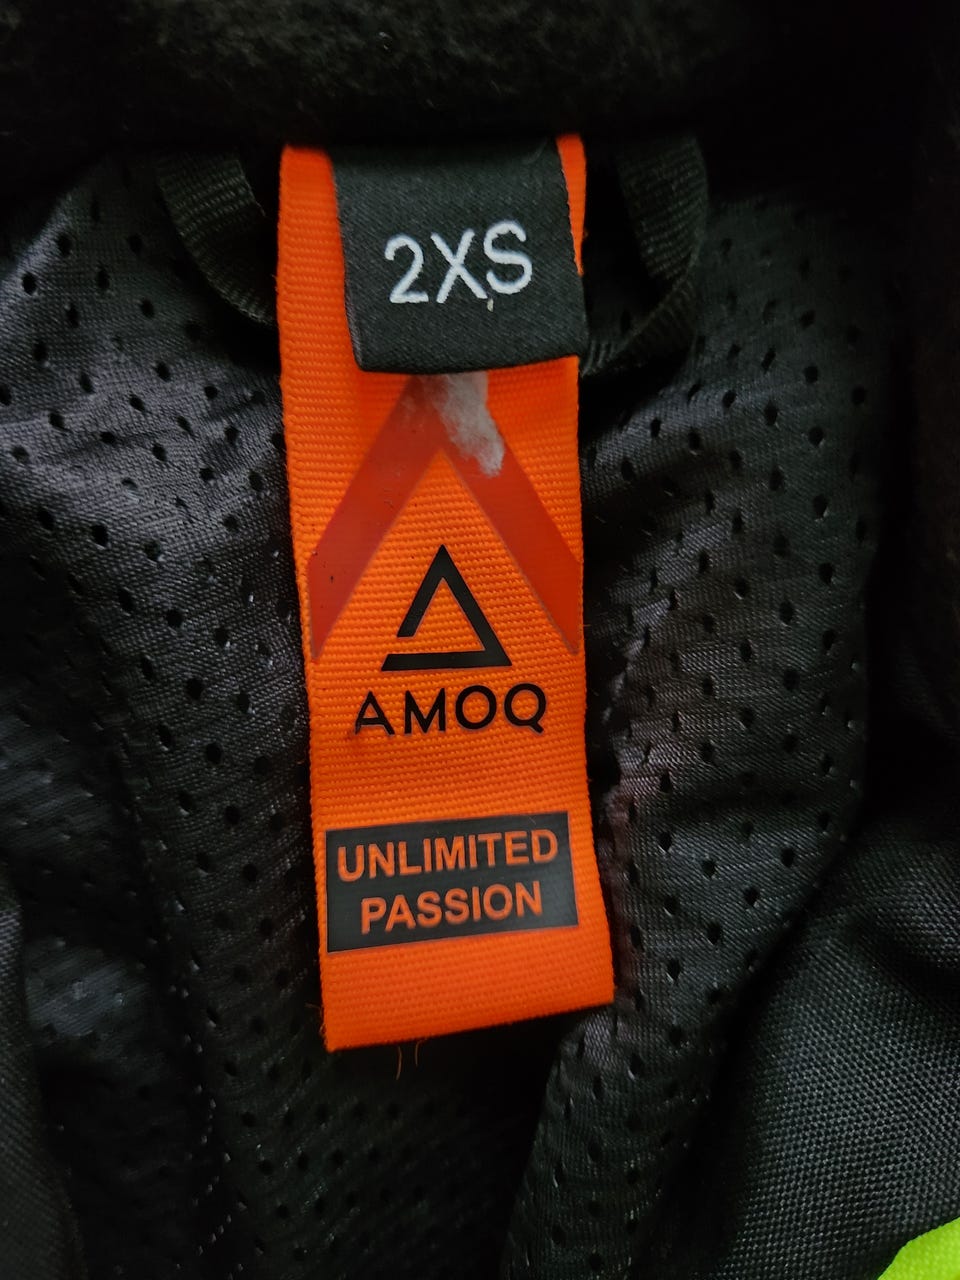 2XS
AMOQ
UNLIMITED
PASSION